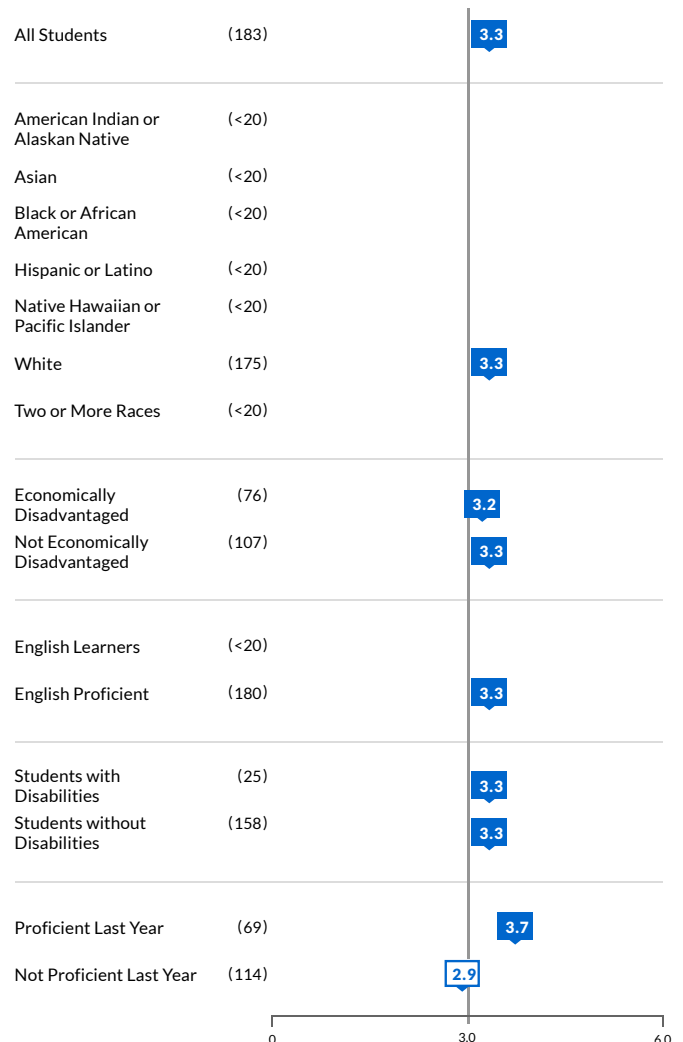 All Students (183) 3.3
American Indian or (<20)
Alaskan Native
Asian (<20)
Black or African (<20)
American
Hispanic or Latino (<20)
Native Hawaiian or (<20)
Pacific Islander
White (175) 3.3
Two or More Races (<20)
Economically (76) 3.2
Disadvantaged
Not Economically (107) 3.3
Disadvantaged
English Learners (<20)
English Proficient (180) 3.3
Students with (25) 3.3
Disabilities
Students without (158) 3.3
Disabilities
Proficient Last Year (69) 3.7
Not Proficient Last Year (114) 2.9
0 3.0 6.0